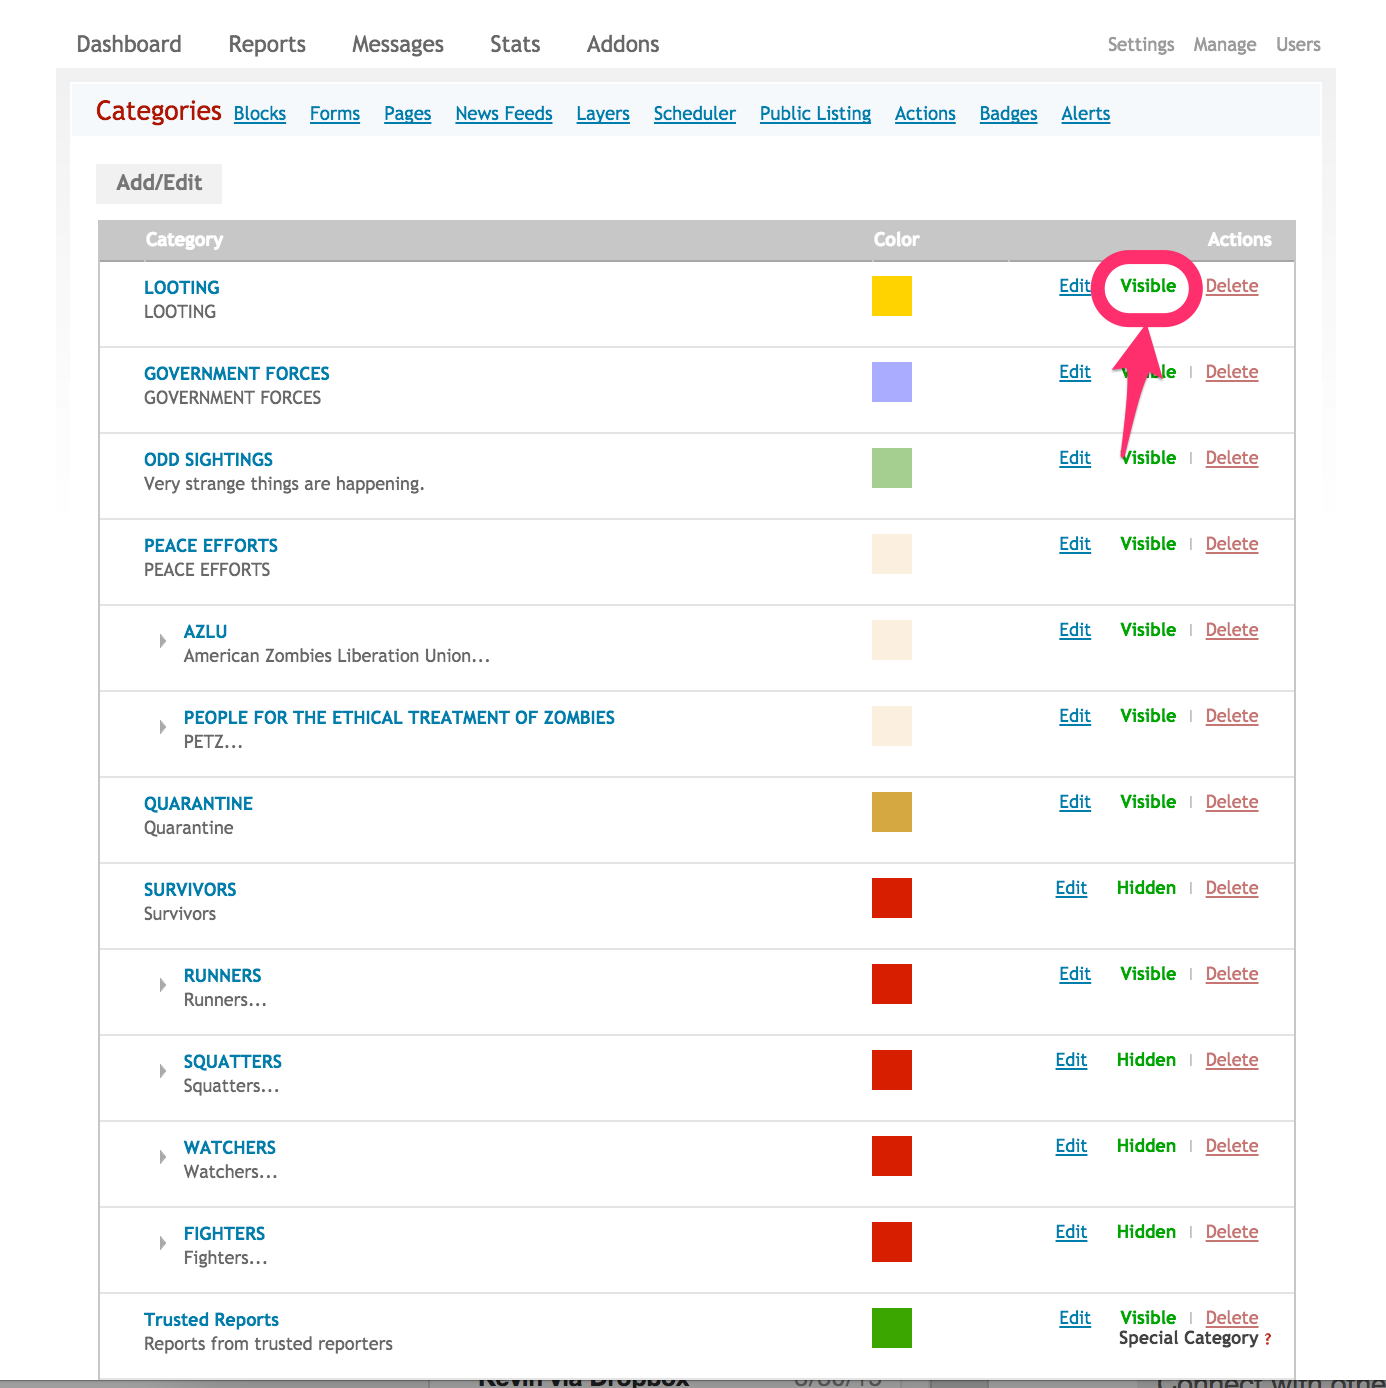 Dashboard Reports Messages Stats Addons Settings Manage Users
Categories Blocks Forms Pages News Feeds Layers Scheduler Public Listing Actions Badges Alerts
Add/Edit
Category Color Actions
LOOTING Edit Visible Delete
LOOTING
GOVERNMENT FORCES Edit | Delete
GOVERNMENT FORCES
ODD SIGHTINGS Edit Visible | Delete
Very strange things are happening.
PEACE EFFORTS Edit Visible | Delete
PEACE EFFORTS
AZLU Edit Visible | Delete
American Zombies Liberation Union...
PEOPLE FOR THE ETHICAL TREATMENT OF ZOMBIES Edit Visible | Delete
PETZ...
QUARANTINE Edit Visible | Delete
Quarantine
SURVIVORS Edit Hidden | Delete
Survivors
RUNNERS Edit Visible | Delete
Runners...
SQUATTERS Edit Hidden | Delete
Squatters...
WATCHERS Edit Hidden | Delete
Watchers...
FIGHTERS Edit Hidden | Delete
Fighters...
Trusted Reports Edit Visible | Delete
Reports from trusted reporters Special Category ?
Kevin via Dropbox
Connect with othe